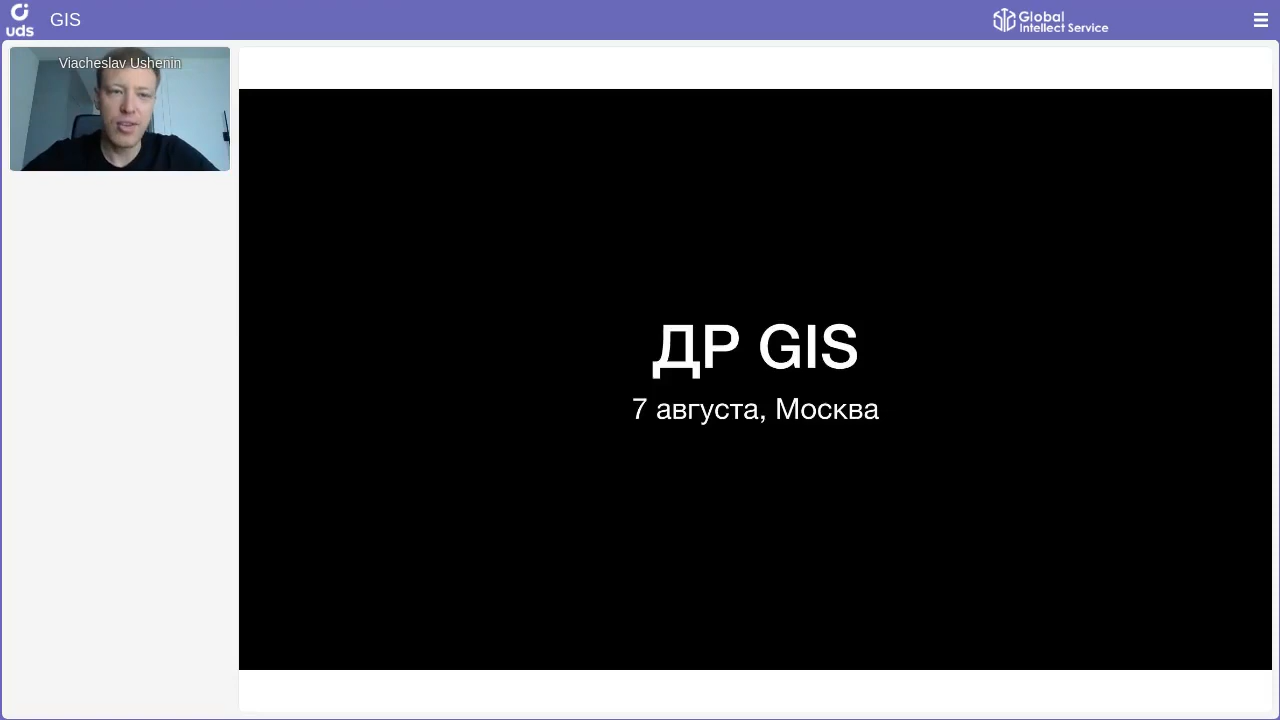 uds
GIS
Global
Intellect Service
Viacheslav Ushenin
ДР GIS
7 августа, Москва